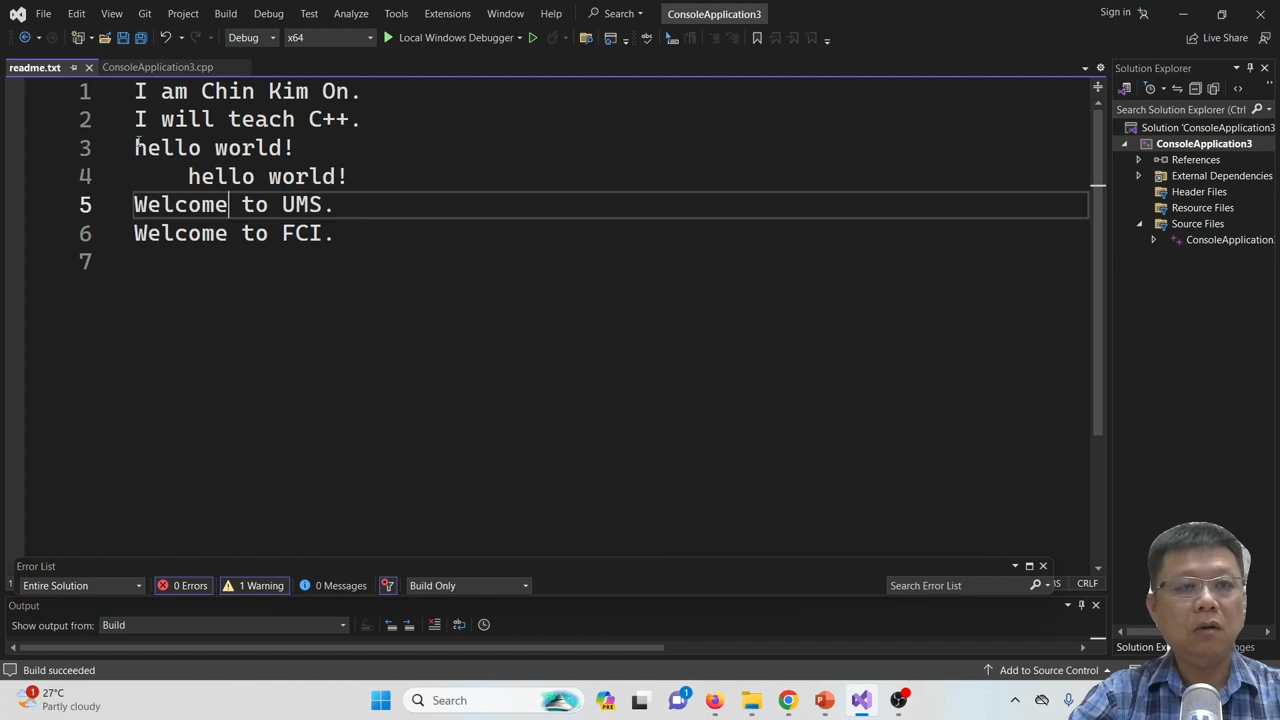 File Edit View Git Project Build Debug Test Analyze Tools Extensions Window Help Search ConsoleApplication3 Sign in
Debug x64 Local Windows Debugger Live Share
readme.txt ConsoleApplication3.cpp
1 I am Chin Kim On.
2 I will teach C++.
3 hello world!
4 hello world!
5 Welcome to UMS.
6 Welcome to FCI.
7
Solution Explorer
Search Solution Explorer (Ctrl
Solution 'ConsoleApplication3
ConsoleApplication3
References
External Dependencies
Header Files
Resource Files
Source Files
ConsoleApplication.
Error List
Entire Solution 0 Errors 1 Warning 0 Messages Build Only Search Error List
CRLF
Output
Show output from: Build
Solution Ex
Build succeeded
Add to Source Control
1
27°C
Partly cloudy
Search
PRE
1